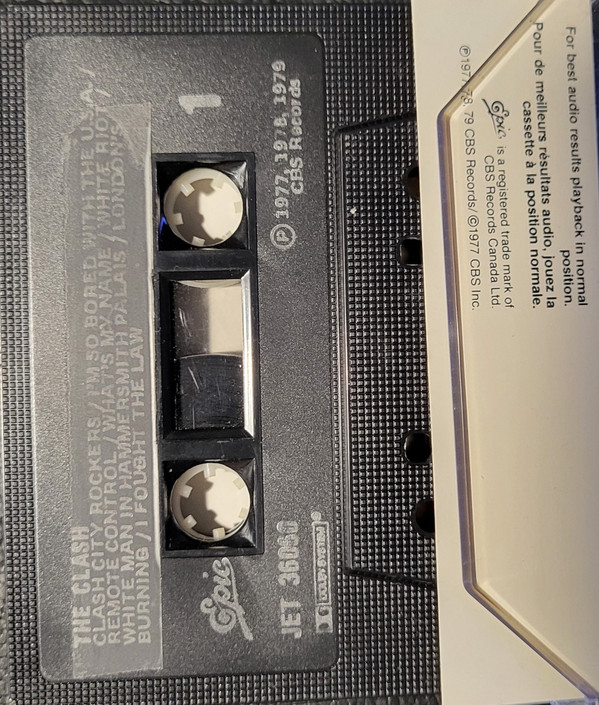 THE CLASH
CLASH CITY ROCKERS / I'M SO BORED WITH THE U.S.A. /
REMOTE CONTROL / WHAT'S MY NAME / WHITE RIOT /
WHITE MAN IN HAMMERSMITH PALAIS / LONDON'S
BURNING / I FOUGHT THE LAW
1
Epic
JET 36060
DOLBY SYSTEM®
℗ 1977, 1978, 1979
CBS Records
For best audio results playback in normal
position.
Pour de meilleurs résultats audio, jouez la
cassette à la position normale.
Epic is a registered trade mark of
CBS Records Canada Ltd.
℗ 1977, 78, 79 CBS Records/©1977 CBS Inc.